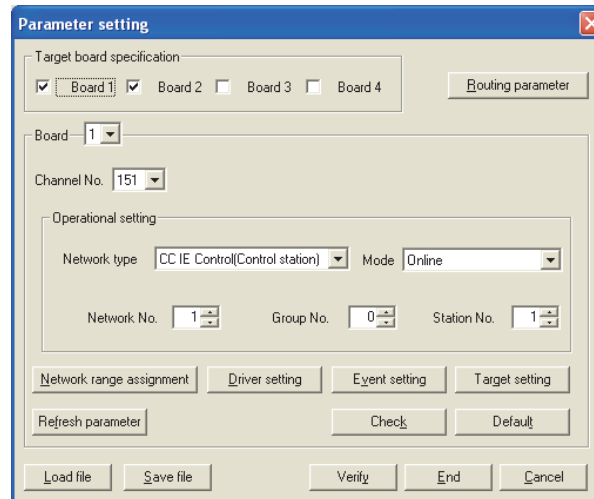 Parameter setting
Target board specification
Board 1 Board 2 Board 3 Board 4
Routing parameter
Board 1
Channel No. 151
Operational setting
Network type CC IE Control(Control station) Mode Online
Network No. 1 Group No. 0 Station No. 1
Network range assignment Driver setting Event setting Target setting
Refresh parameter Check Default
Load file Save file Verify End Cancel